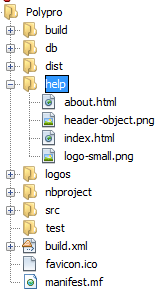 Polypro
build
db
dist
help
about.html
header-object.png
index.html
logo-small.png
logos
nbproject
src
test
build.xml
favicon.ico
manifest.mf